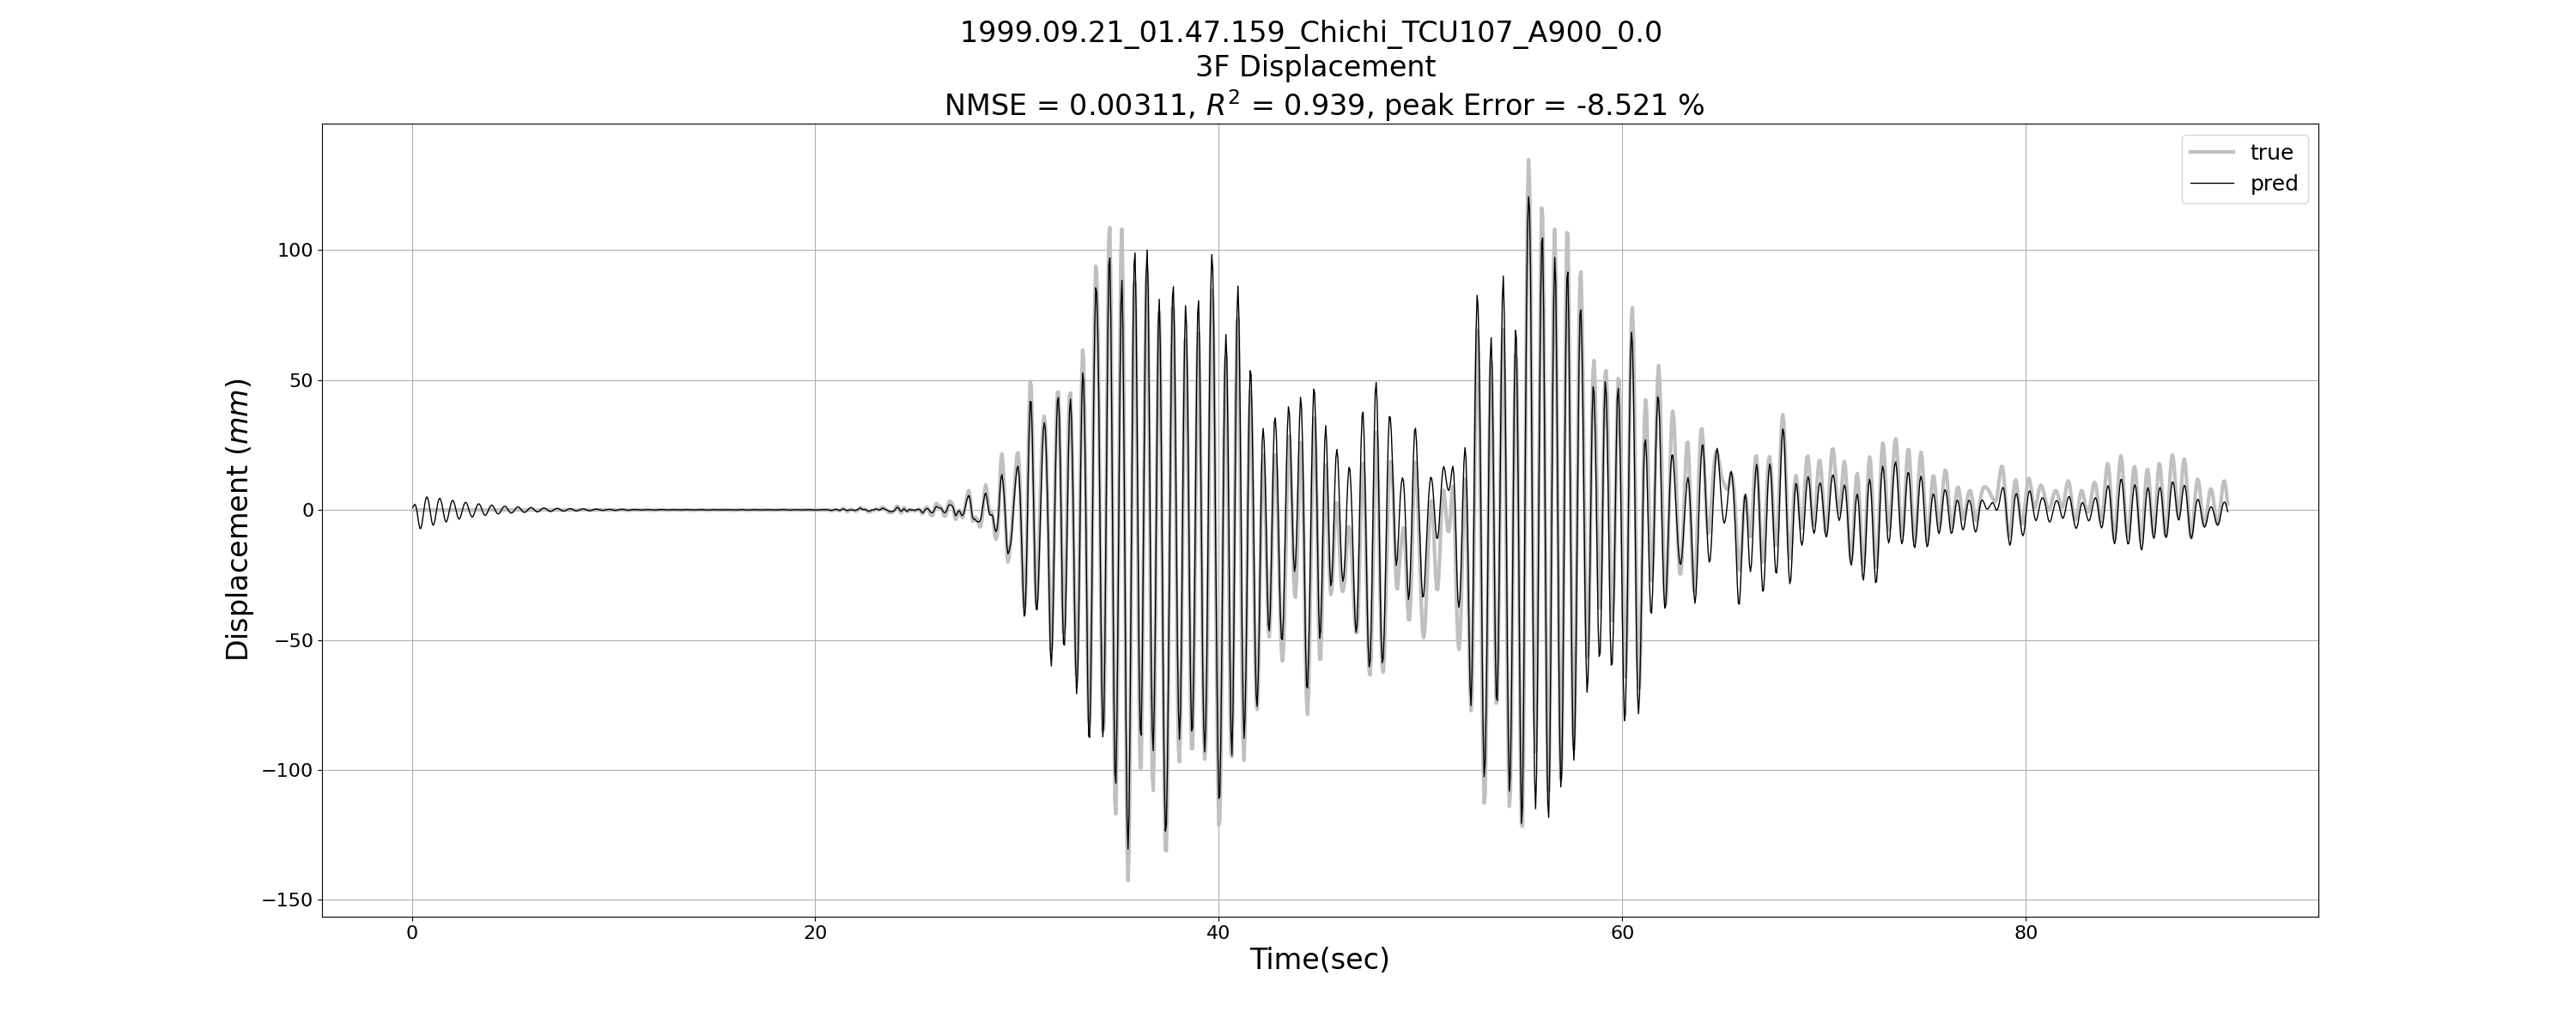 1999.09.21_01.47.159_Chichi_TCU107_A900_0.0
3F Displacement
NMSE = 0.00311, R² = 0.939, peak Error = -8.521 %
true
pred
100
50
0
−50
−100
−150
Displacement (mm)
0 20 40 60 80
Time(sec)